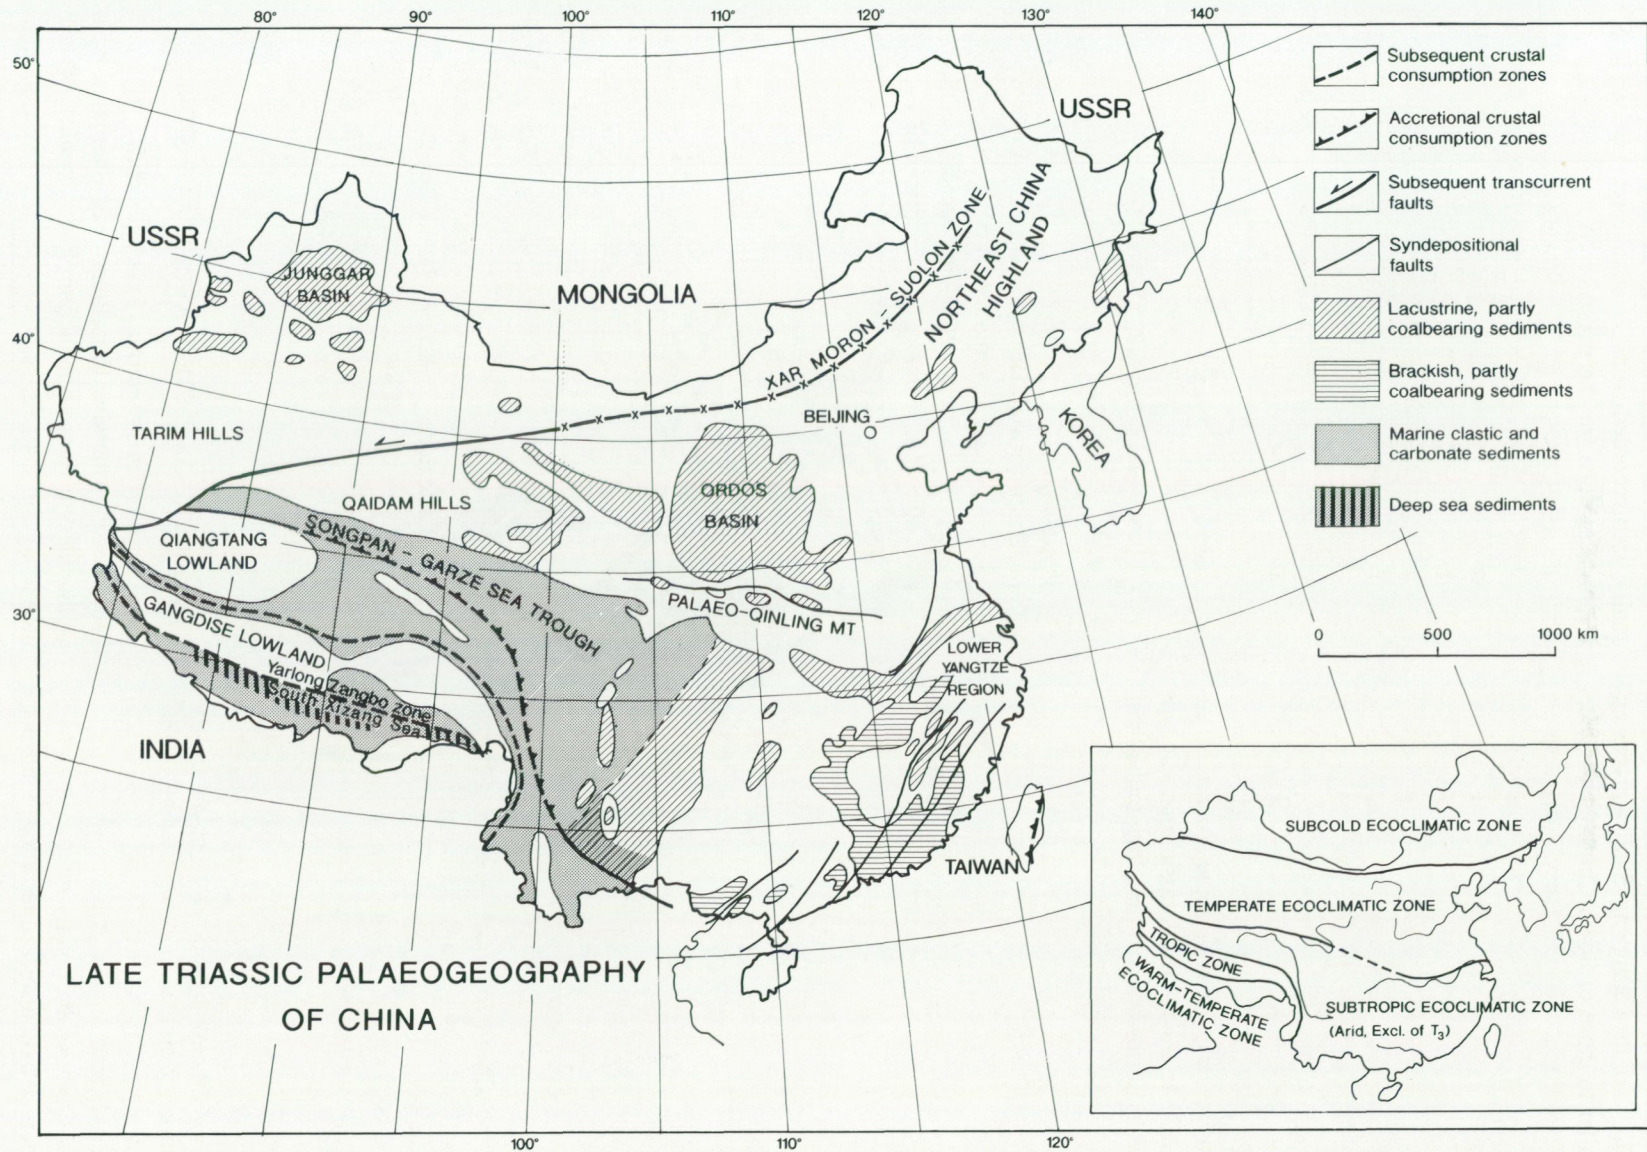 80°
90°
100°
110°
120°
130°
140°
50°
40°
30°
USSR
USSR
MONGOLIA
JUNGGAR
BASIN
XAR MORON - SUOLON ZONE
NORTHEAST CHINA
HIGHLAND
BEIJING
KOREA
TARIM HILLS
QAIDAM HILLS
ORDOS
BASIN
QIANGTANG
LOWLAND
SONGPAN - GARZE SEA TROUGH
PALAEO-QINLING MT
GANGDISE LOWLAND
Yarlong Zangbo zone
South Xizang Sea
LOWER
YANGTZE
REGION
INDIA
TAIWAN
LATE TRIASSIC PALAEOGEOGRAPHY
OF CHINA
100°
110°
120°
Subsequent crustal
consumption zones
Accretional crustal
consumption zones
Subsequent transcurrent
faults
Syndepositional
faults
Lacustrine, partly
coalbearing sediments
Brackish, partly
coalbearing sediments
Marine clastic and
carbonate sediments
Deep sea sediments
0 500 1000 km
SUBCOLD ECOCLIMATIC ZONE
TEMPERATE ECOCLIMATIC ZONE
TROPIC ZONE
WARM-TEMPERATE
ECOCLIMATIC ZONE
SUBTROPIC ECOCLIMATIC ZONE
(Arid, Excl. of T3)